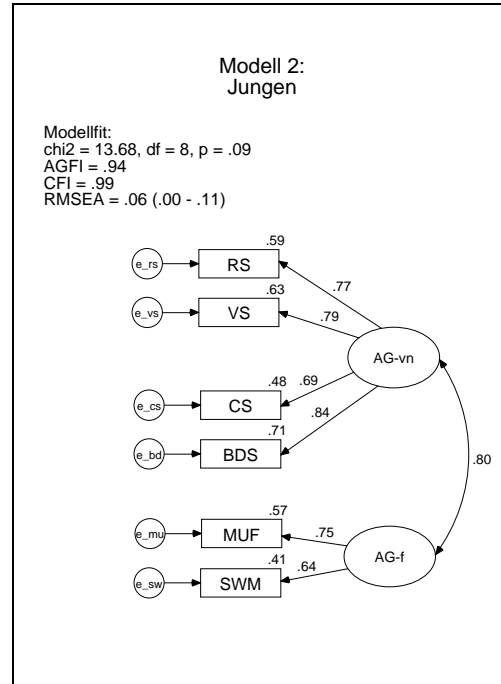 Modell 2:
Jungen
Modellfit:
chi2 = 13.68, df = 8, p = .09
AGFI = .94
CFI = .99
RMSEA = .06 (.00 - .11)
.59
e_rs
RS
.77
.63
e_vs
VS
.79
AG-vn
.48
.69
e_cs
CS
.84
.71
e_bd
BDS
.80
.57
e_mu
MUF
.75
AG-f
.41
.64
e_sw
SWM